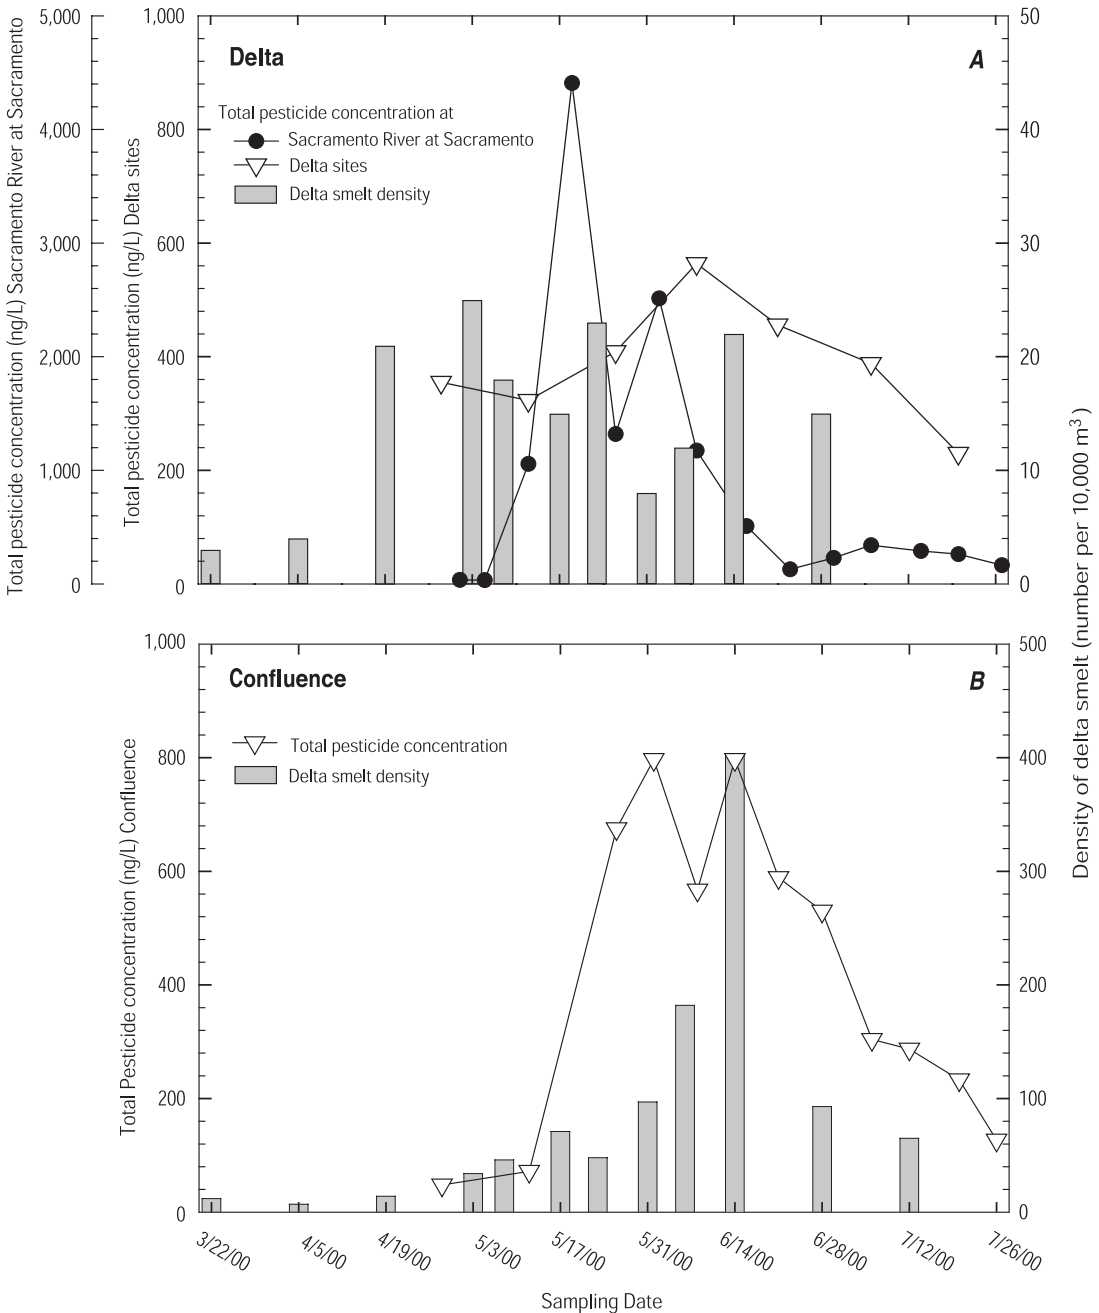 Total pesticide concentration (ng/L) Sacramento River at Sacramento
5,000
4,000
3,000
2,000
1,000
0
Total pesticide concentration (ng/L) Delta sites
1,000
800
600
400
200
0
Delta
A
Total pesticide concentration at
Sacramento River at Sacramento
Delta sites
Delta smelt density
50
40
30
20
10
0
Density of delta smelt (number per 10,000 m³)
Total Pesticide concentration (ng/L) Confluence
1,000
800
600
400
200
0
Confluence
B
Total pesticide concentration
Delta smelt density
500
400
300
200
100
0
3/22/00
4/5/00
4/19/00
5/3/00
5/17/00
5/31/00
6/14/00
6/28/00
7/12/00
7/26/00
Sampling Date